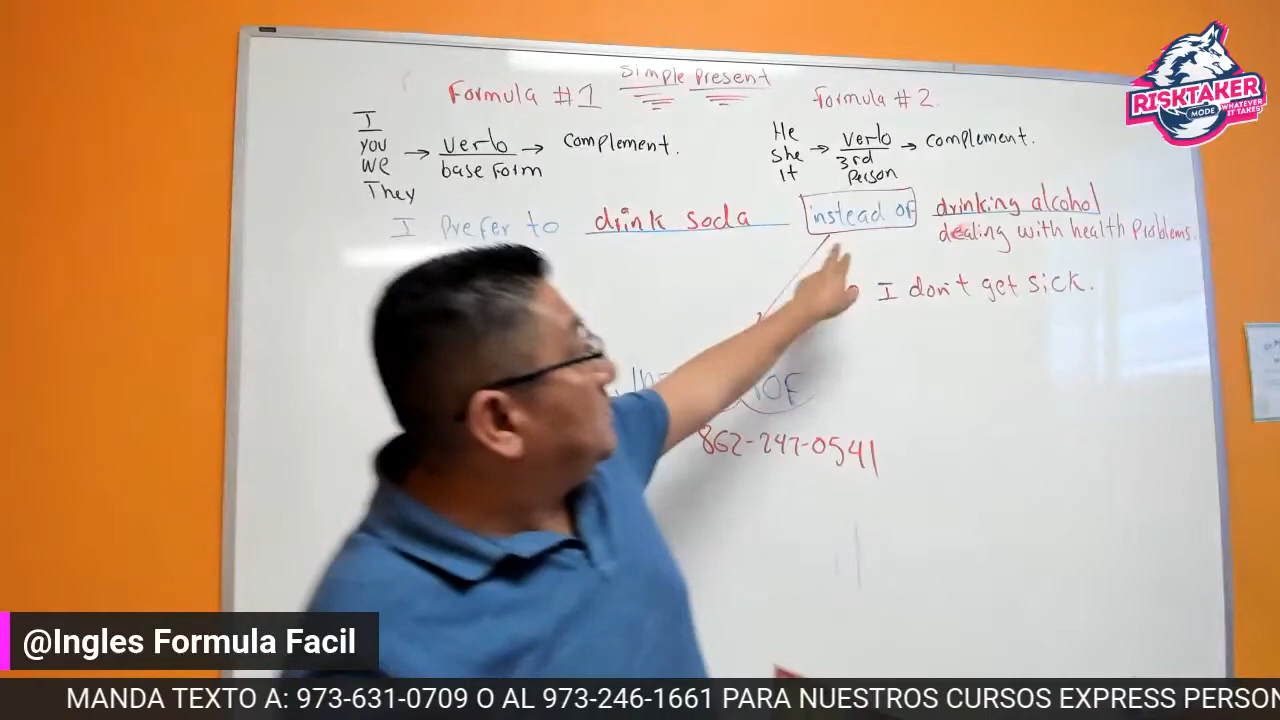 simple present
Formula #1
Formula # 2
I
you
we
They
verb
base Form
complement.
He
she
it
verb
3rd
Person
complement.
I Prefer to drink soda instead of drinking alcohol
dealing with health Problems.
I don't get sick.
OF
862-247-0541
RISKTAKER
MODE
WHATEVER
IT TAKES
@Ingles Formula Facil
MANDA TEXTO A: 973-631-0709 O AL 973-246-1661 PARA NUESTROS CURSOS EXPRESS PERSON